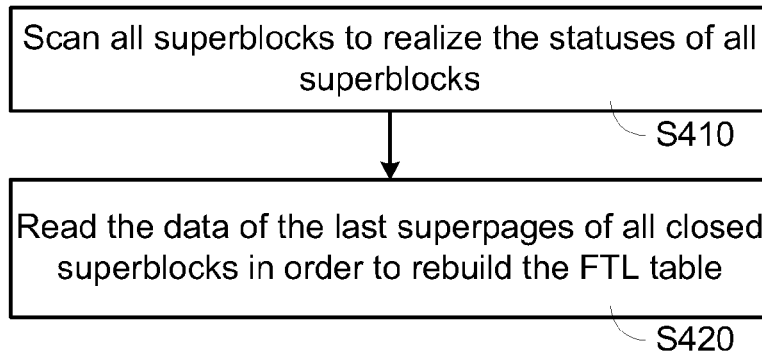 Scan all superblocks to realize the statuses of all
superblocks
S410
Read the data of the last superpages of all closed
superblocks in order to rebuild the FTL table
S420